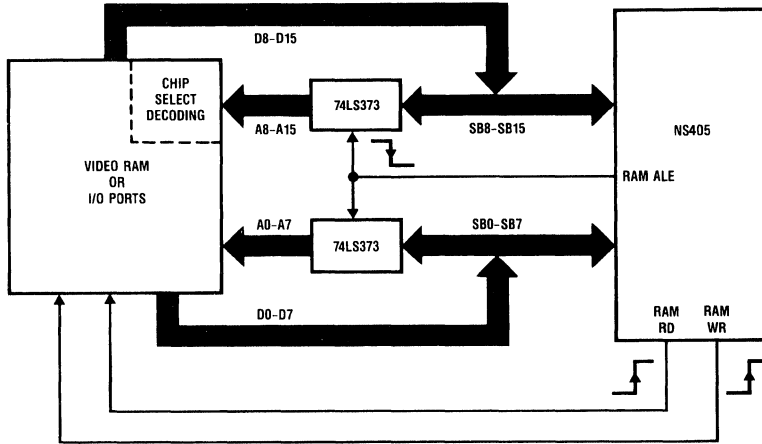 D8–D15
CHIP
SELECT
DECODING
74LS373
A8–A15
SB8–SB15
NS405
VIDEO RAM
OR
I/O PORTS
RAM ALE
A0–A7
74LS373
SB0–SB7
D0–D7
RAM
RD
RAM
WR